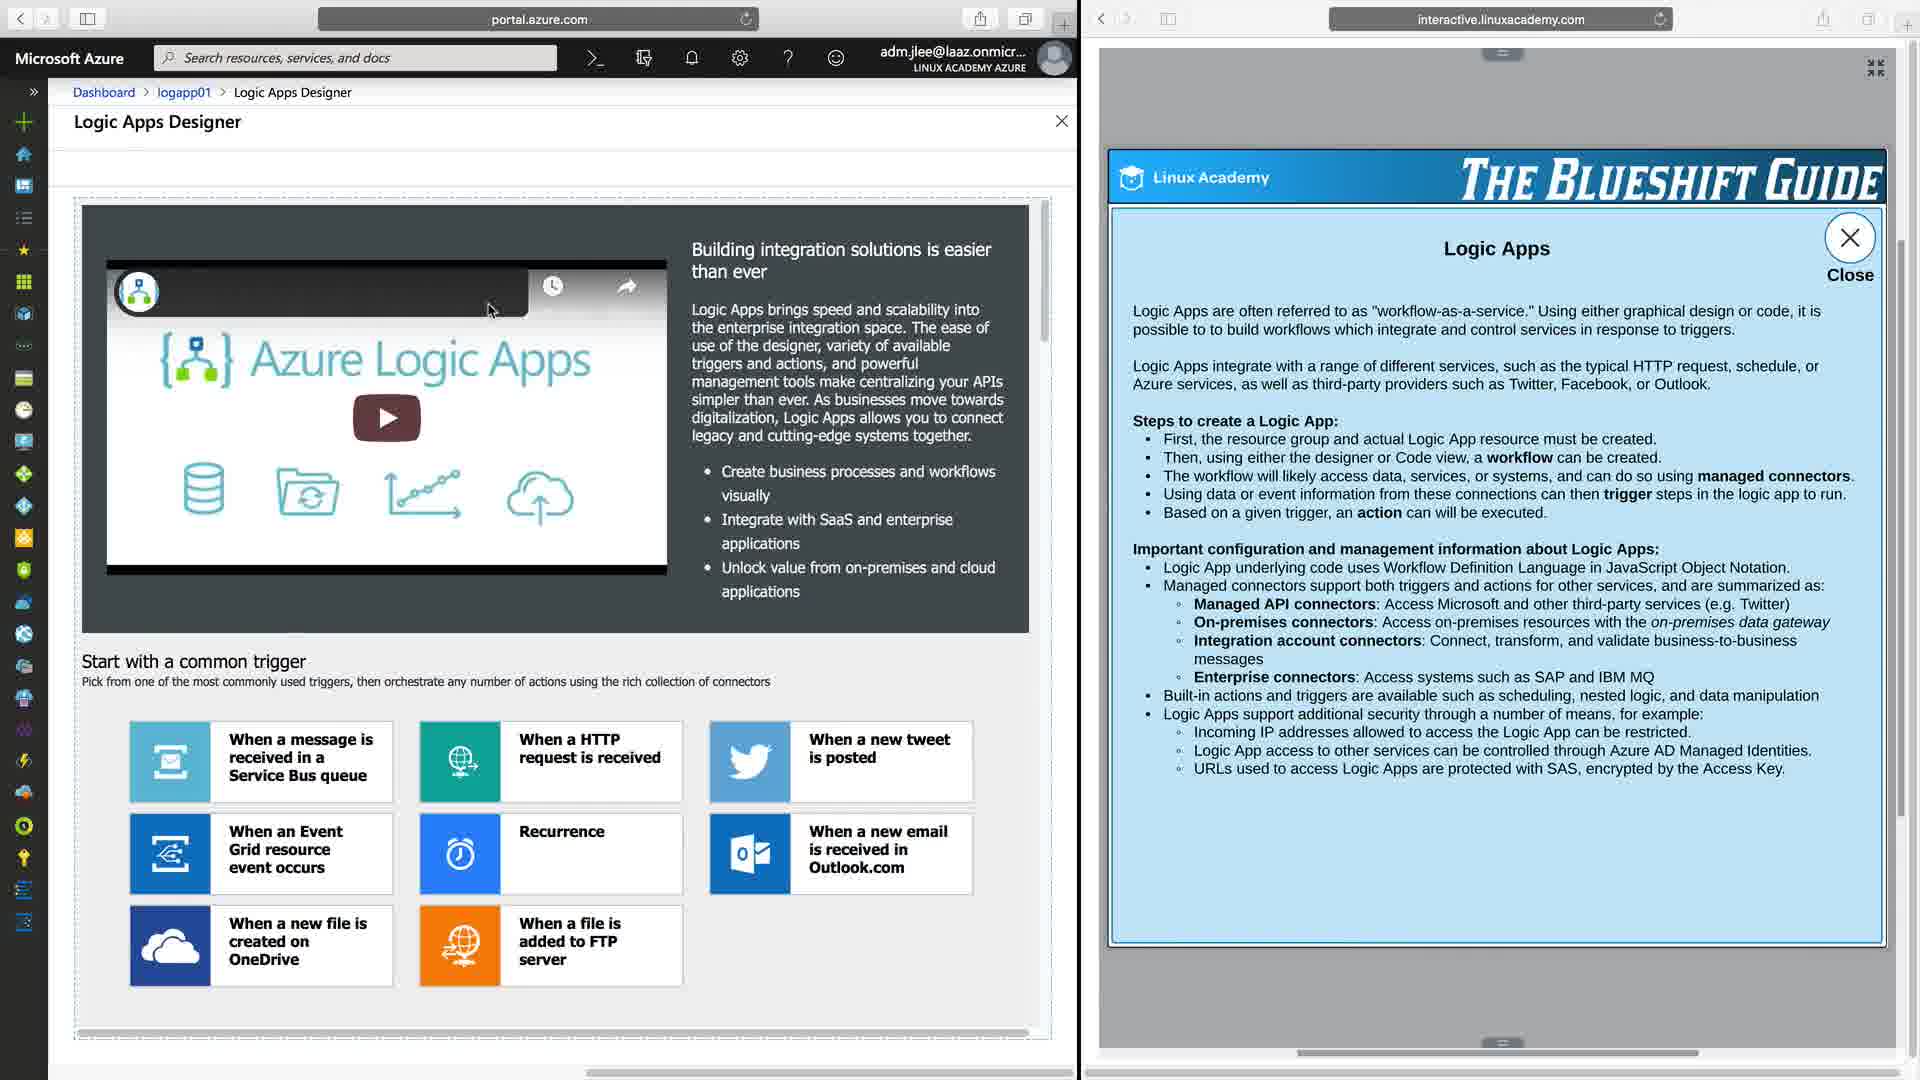 portal.azure.com
Microsoft Azure
Search resources, services, and docs
adm.jlee@laaz.onmicr...
LINUX ACADEMY AZURE
Dashboard > logapp01 > Logic Apps Designer
Logic Apps Designer
Azure Logic Apps
Building integration solutions is easier
than ever
Logic Apps brings speed and scalability into
the enterprise integration space. The ease of
use of the designer, variety of available
triggers and actions, and powerful
management tools make centralizing your APIs
simpler than ever. As businesses move towards
digitalization, Logic Apps allows you to connect
legacy and cutting-edge systems together.
• Create business processes and workflows
visually
• Integrate with SaaS and enterprise
applications
• Unlock value from on-premises and cloud
applications
Start with a common trigger
Pick from one of the most commonly used triggers, then orchestrate any number of actions using the rich collection of connectors
When a message is
received in a
Service Bus queue
When a HTTP
request is received
When a new tweet
is posted
When an Event
Grid resource
event occurs
Recurrence
When a new email
is received in
Outlook.com
When a new file is
created on
OneDrive
When a file is
added to FTP
server
interactive.linuxacademy.com
Linux Academy
THE BLUESHIFT GUIDE
Logic Apps
Close
Logic Apps are often referred to as "workflow-as-a-service." Using either graphical design or code, it is
possible to to build workflows which integrate and control services in response to triggers.
Logic Apps integrate with a range of different services, such as the typical HTTP request, schedule, or
Azure services, as well as third-party providers such as Twitter, Facebook, or Outlook.
Steps to create a Logic App:
• First, the resource group and actual Logic App resource must be created.
• Then, using either the designer or Code view, a workflow can be created.
• The workflow will likely access data, services, or systems, and can do so using managed connectors.
• Using data or event information from these connections can then trigger steps in the logic app to run.
• Based on a given trigger, an action can will be executed.
Important configuration and management information about Logic Apps:
• Logic App underlying code uses Workflow Definition Language in JavaScript Object Notation.
• Managed connectors support both triggers and actions for other services, and are summarized as:
◦ Managed API connectors: Access Microsoft and other third-party services (e.g. Twitter)
◦ On-premises connectors: Access on-premises resources with the on-premises data gateway
◦ Integration account connectors: Connect, transform, and validate business-to-business
messages
◦ Enterprise connectors: Access systems such as SAP and IBM MQ
• Built-in actions and triggers are available such as scheduling, nested logic, and data manipulation
• Logic Apps support additional security through a number of means, for example:
◦ Incoming IP addresses allowed to access the Logic App can be restricted.
◦ Logic App access to other services can be controlled through Azure AD Managed Identities.
◦ URLs used to access Logic Apps are protected with SAS, encrypted by the Access Key.